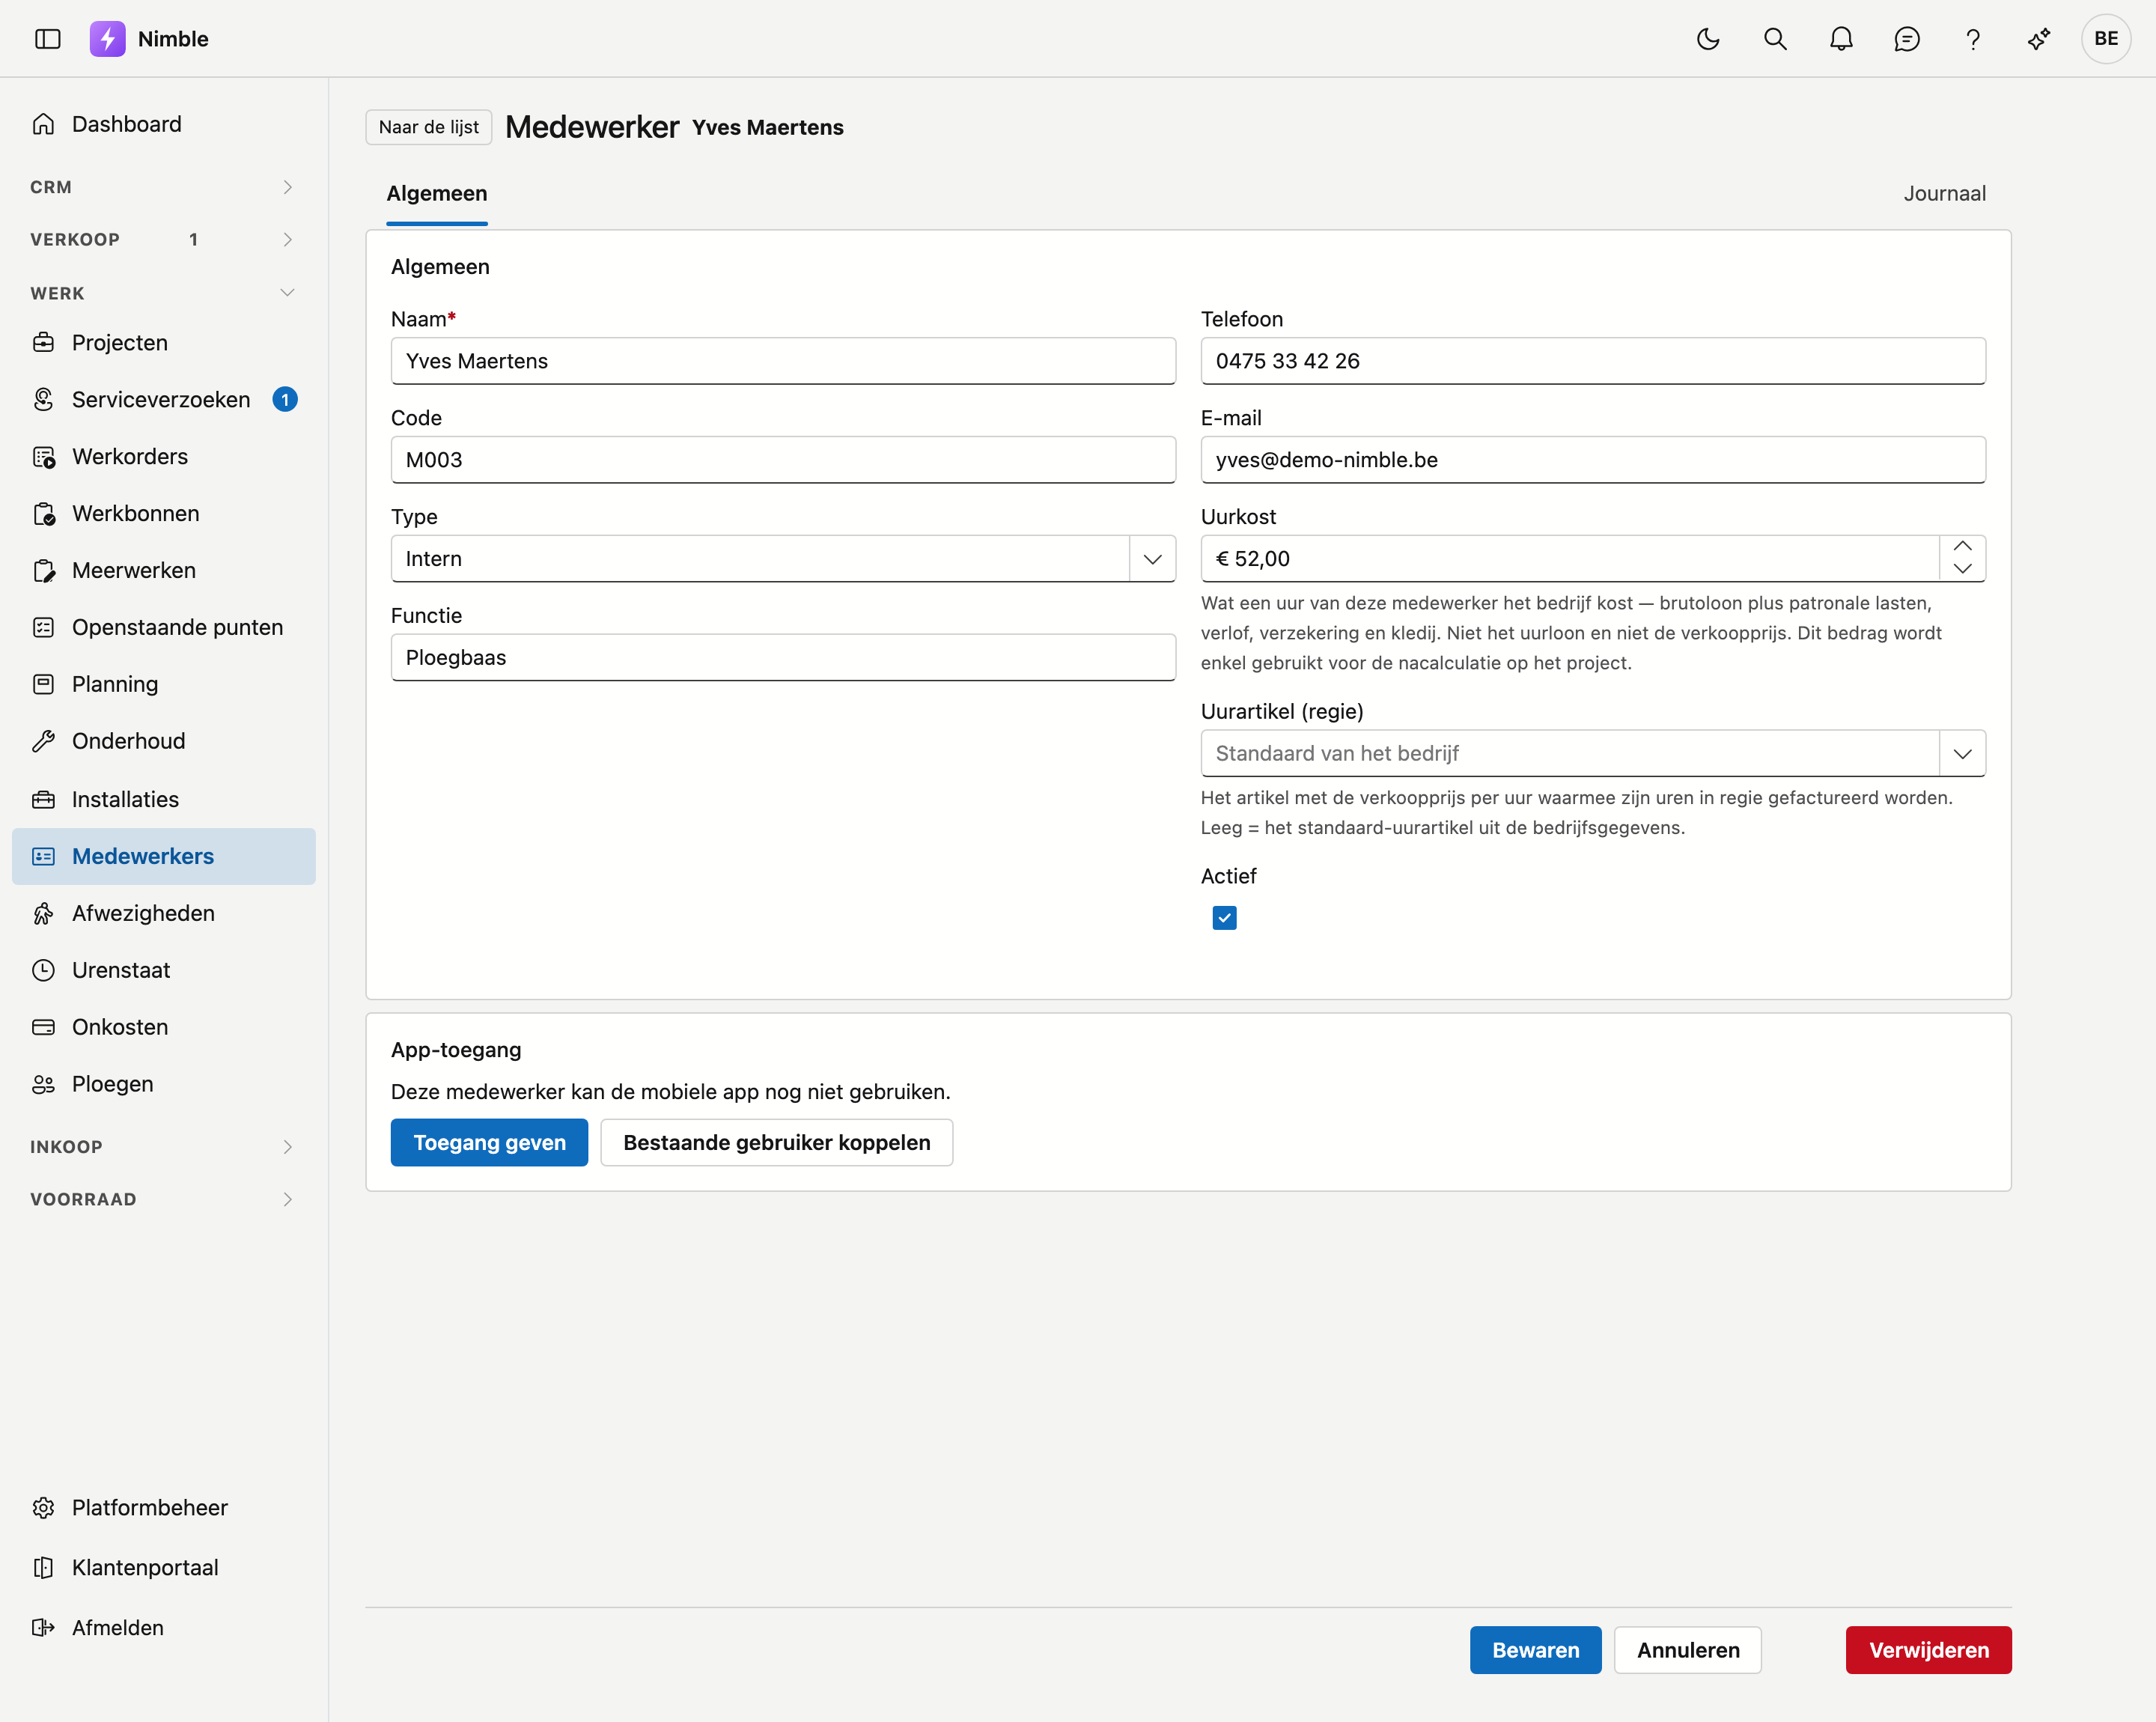 Nimble
BE
Dashboard
CRM
VERKOOP 1
WERK
Projecten
Serviceverzoeken 1
Werkorders
Werkbonnen
Meerwerken
Openstaande punten
Planning
Onderhoud
Installaties
Medewerkers
Afwezigheden
Urenstaat
Onkosten
Ploegen
INKOOP
VOORRAAD
Platformbeheer
Klantenportaal
Afmelden
Naar de lijst Medewerker Yves Maertens
Algemeen Journaal
Algemeen
Naam*
Yves Maertens
Code
M003
Type
Intern
Functie
Ploegbaas
Telefoon
0475 33 42 26
E-mail
yves@demo-nimble.be
Uurkost
€ 52,00
Wat een uur van deze medewerker het bedrijf kost — brutoloon plus patronale lasten,
verlof, verzekering en kledij. Niet het uurloon en niet de verkoopprijs. Dit bedrag wordt
enkel gebruikt voor de nacalculatie op het project.
Uurartikel (regie)
Standaard van het bedrijf
Het artikel met de verkoopprijs per uur waarmee zijn uren in regie gefactureerd worden.
Leeg = het standaard-uurartikel uit de bedrijfsgegevens.
Actief
App-toegang
Deze medewerker kan de mobiele app nog niet gebruiken.
Toegang geven Bestaande gebruiker koppelen
Bewaren Annuleren Verwijderen